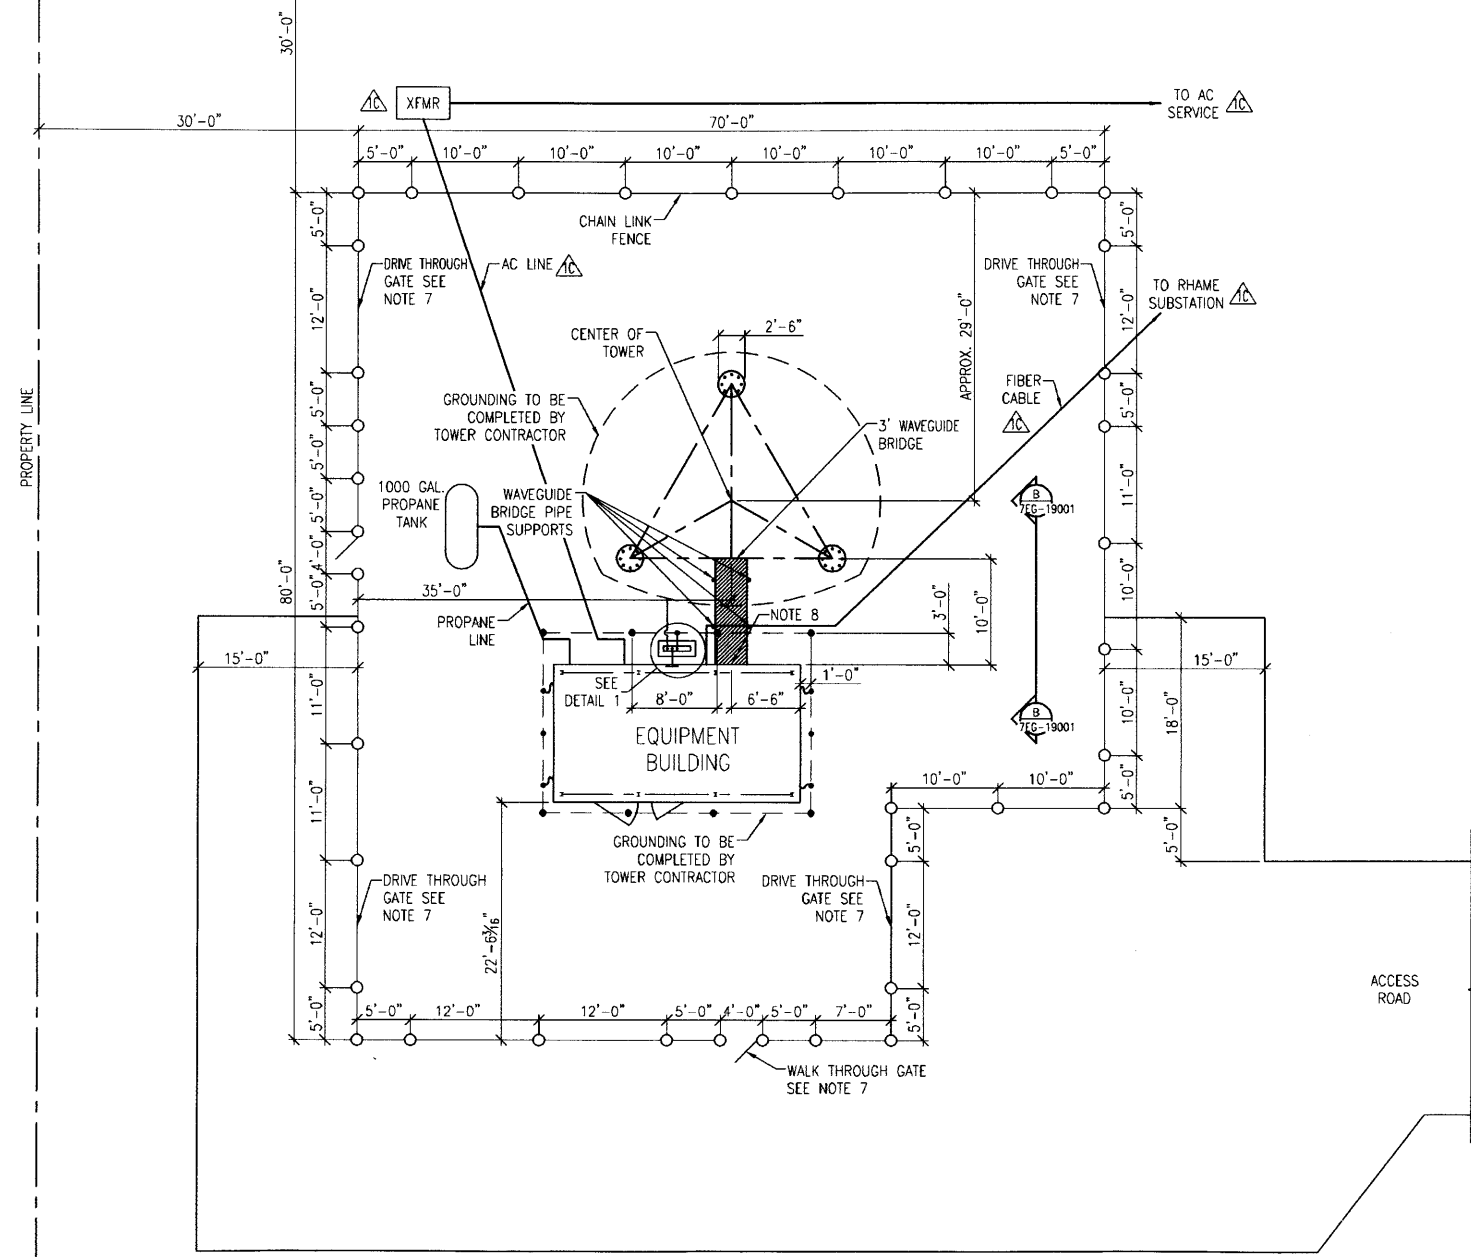 30'-0"
1C
XFMR
TO AC
SERVICE
1C
30'-0"
70'-0"
5'-0"
10'-0"
10'-0"
10'-0"
10'-0"
10'-0"
10'-0"
5'-0"
CHAIN LINK
FENCE
5'-0"
5'-0"
DRIVE THROUGH
GATE SEE
NOTE 7
AC LINE
1C
DRIVE THROUGH
GATE SEE
NOTE 7
TO RHAME
SUBSTATION
1C
12'-0"
12'-0"
CENTER OF
TOWER
2'-6"
APPROX. 29'-0"
FIBER
CABLE
1C
PROPERTY LINE
GROUNDING TO BE
COMPLETED BY
TOWER CONTRACTOR
3' WAVEGUIDE
BRIDGE
5'-0"
5'-0"
5'-0"
5'-0"
4'-0"
5'-0"
11'-0"
1000 GAL.
PROPANE
TANK
WAVEGUIDE
BRIDGE PIPE
SUPPORTS
B
7EG-19001
80'-0"
35'-0"
PROPANE
LINE
NOTE 8
3'-0"
10'-0"
10'-0"
15'-0"
15'-0"
SEE
DETAIL 1
8'-0"
6'-6"
1'-0"
EQUIPMENT
BUILDING
B
7EG-19001
11'-0"
10'-0"
18'-0"
10'-0"
10'-0"
5'-0"
11'-0"
5'-0"
5'-0"
GROUNDING TO BE
COMPLETED BY
TOWER CONTRACTOR
DRIVE THROUGH
GATE SEE
NOTE 7
DRIVE THROUGH
GATE SEE
NOTE 7
12'-0"
22'-6 3/16"
12'-0"
ACCESS
ROAD
5'-0"
5'-0"
12'-0"
12'-0"
5'-0"
4'-0"
5'-0"
7'-0"
5'-0"
WALK THROUGH GATE
SEE NOTE 7